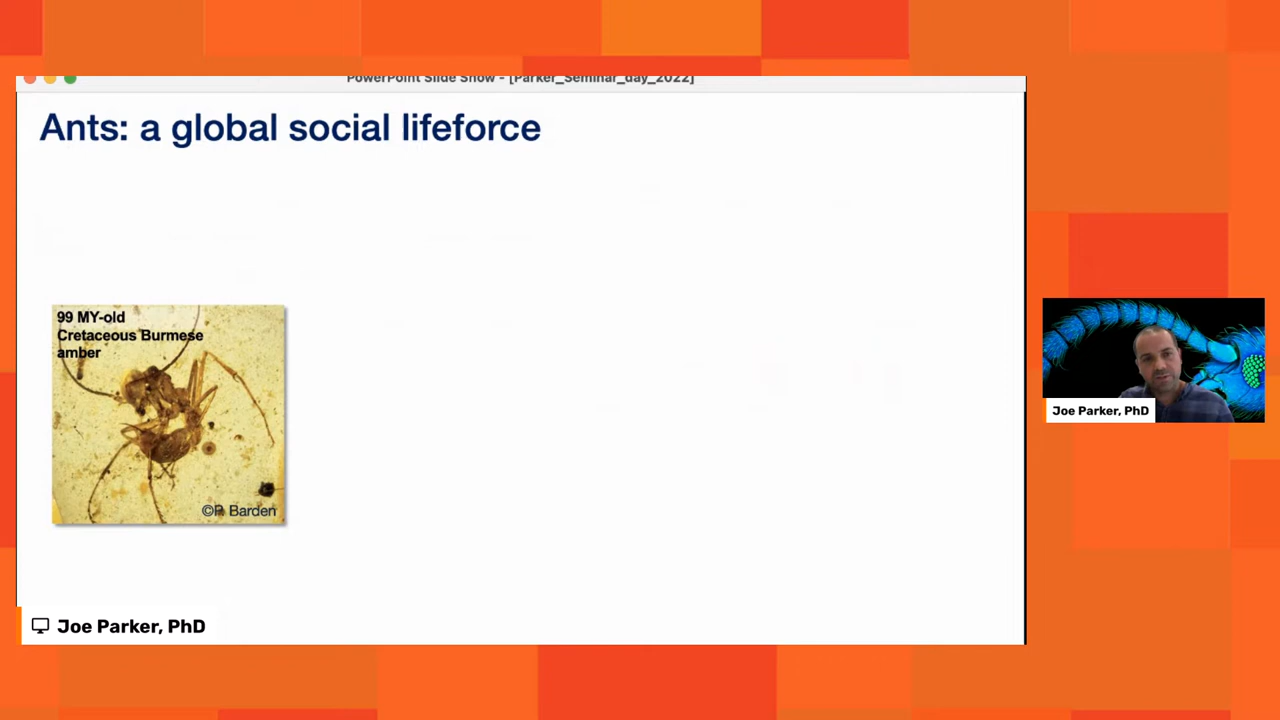 PowerPoint Slide Show - [Parker_Seminar_day_2022]
Ants: a global social lifeforce
99 MY-old
Cretaceous Burmese
amber
©P. Barden
Joe Parker, PhD
Joe Parker, PhD